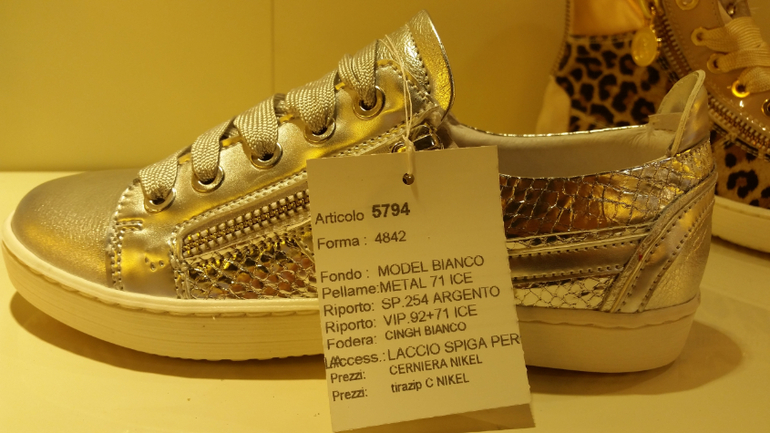 Articolo 5794
Forma : 4842
Fondo : MODEL BIANCO
Pellame: METAL 71 ICE
Riporto: SP.254 ARGENTO
Riporto: VIP.92+71 ICE
Fodera: CINGH BIANCO
Access.: LACCIO SPIGA PER
Prezzi: CERNIERA NIKEL
Prezzi: tirazip C NIKEL